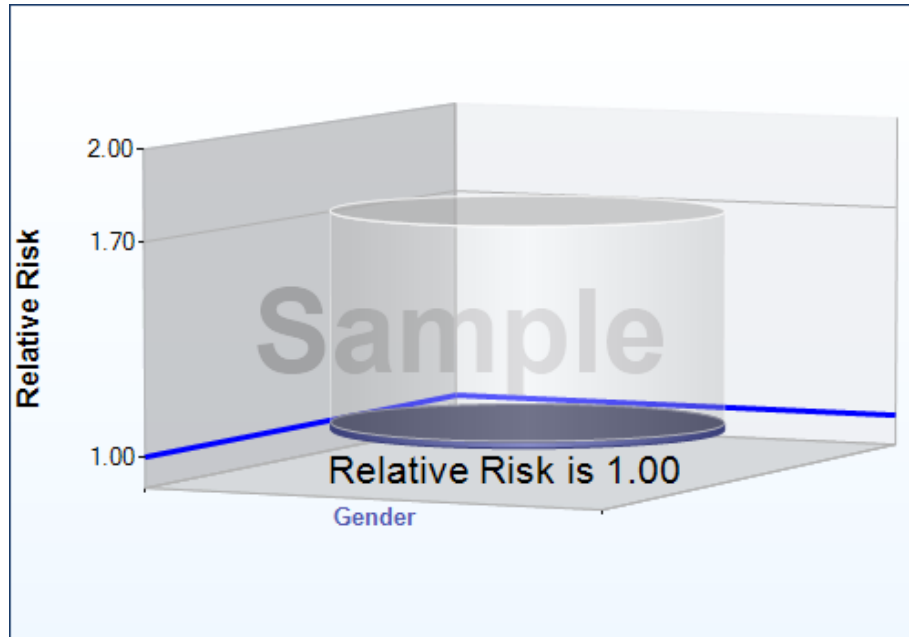 2.00
1.70
Relative Risk
Sample
1.00
Relative Risk is 1.00
Gender